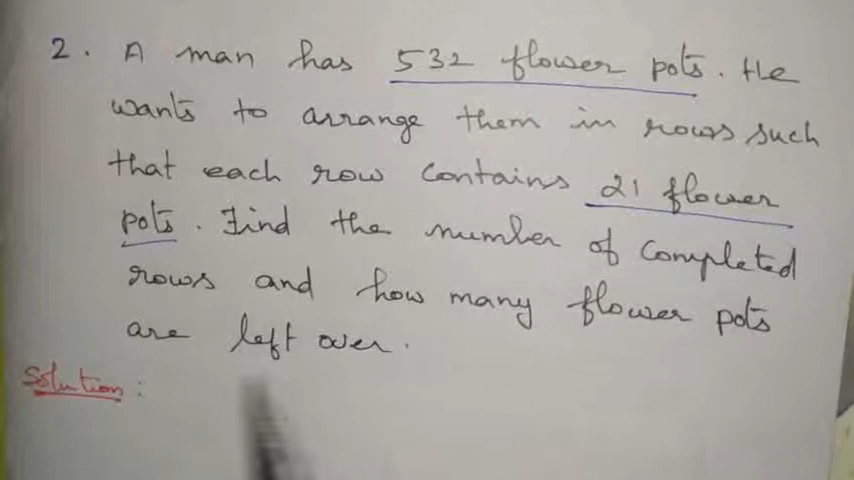 2. A man has 532 flower pots. He
wants to arrange them in rows such
that each row contains 21 flower
pots. Find the number of completed
rows and how many flower pots
are left over.
Solution: